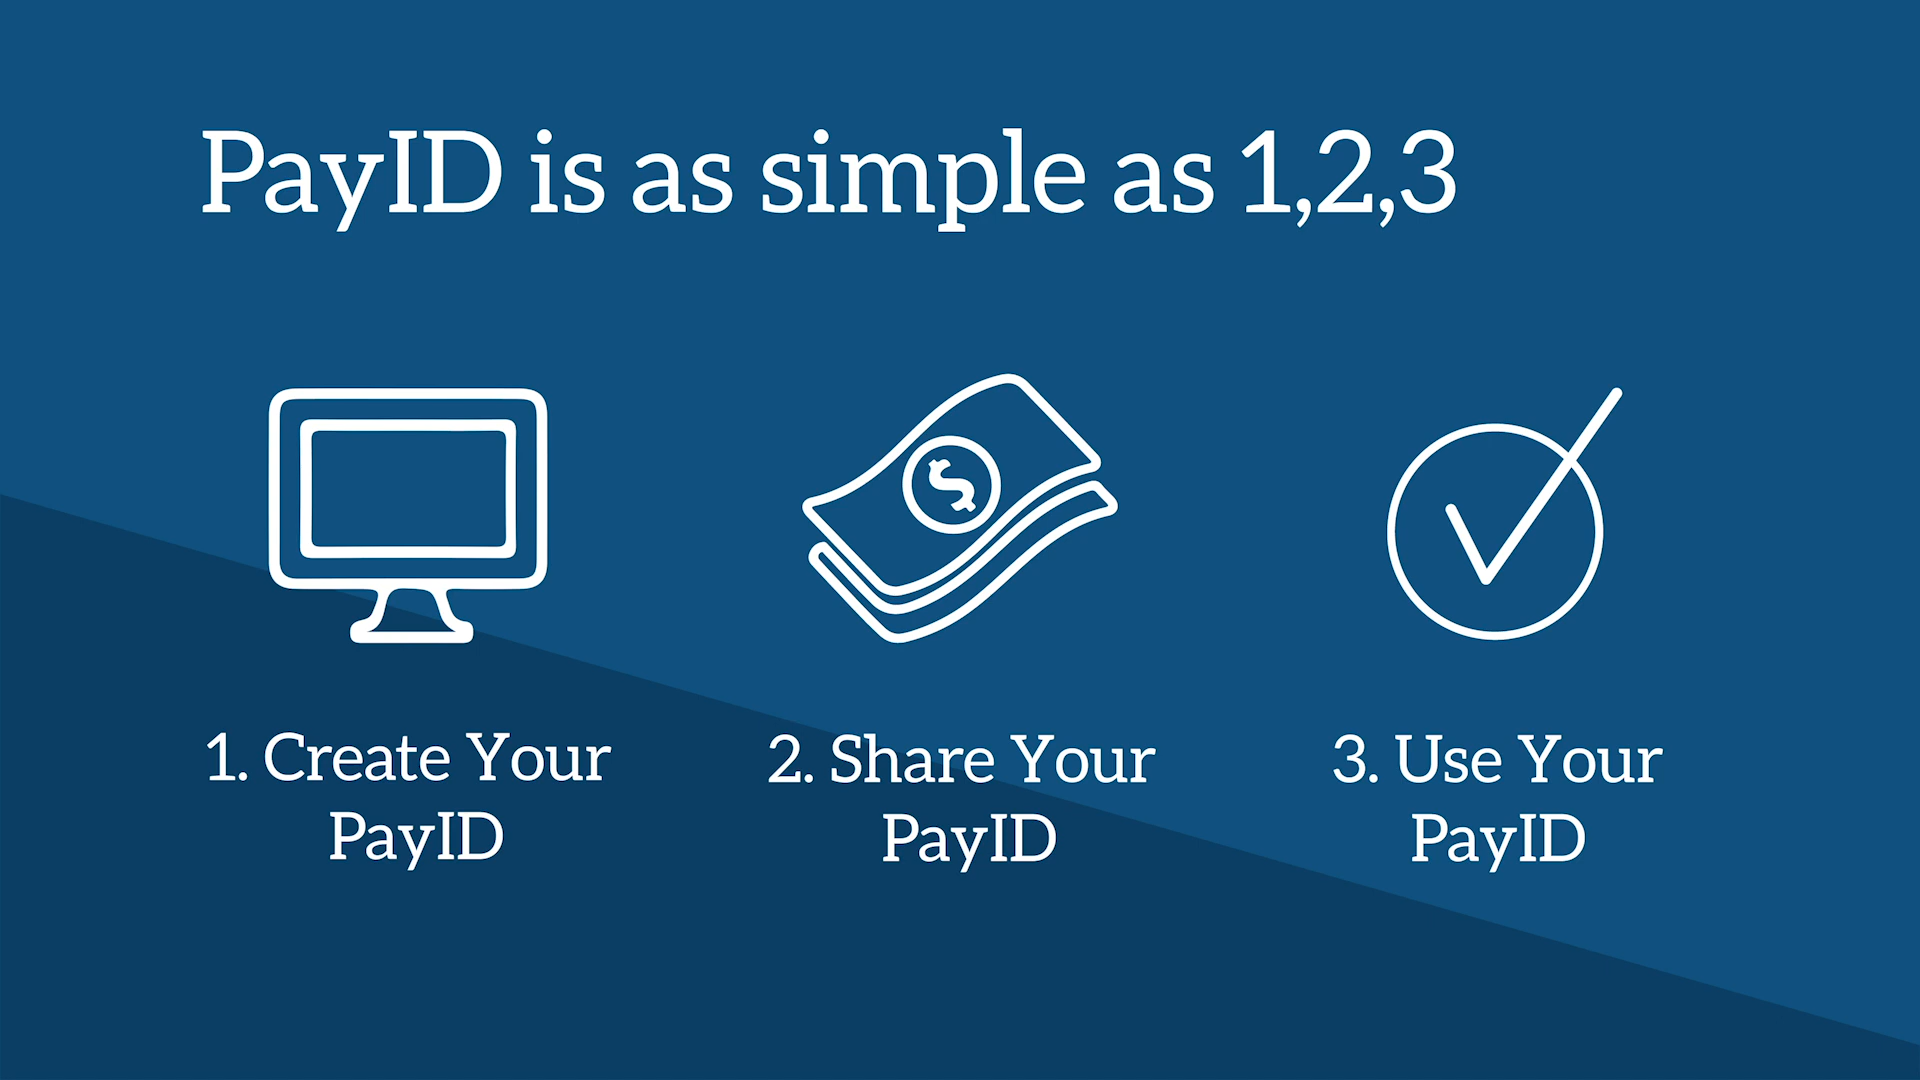 PayID is as simple as 1,2,3
1. Create Your
PayID
2. Share Your
PayID
3. Use Your
PayID